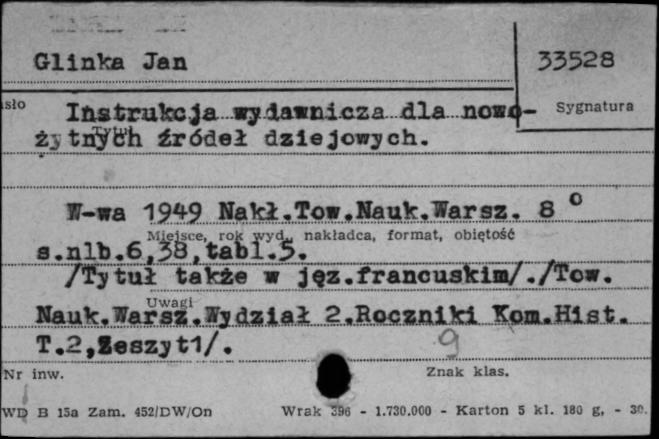 Glinka Jan
33528
Sygnatura
sło
Instrukcja wydawnicza dla nowo-
Tytuł
żytnych źródeł dziejowych.
W-wa 1949 Nakł.Tow.Nauk.Warsz. 8 °
Miejsce, rok wyd., nakładca, format, objętość
s.nlb.6,38,tabl.5.
/Tytuł także w jęz.francuskim/./Tow.
Uwagi
Nauk.Warsz.Wydział 2.Roczniki Kom.Hist.
T.2,Zeszyt1/.
9
Nr inw.
Znak klas.
WD B 15a Zam. 452/DW/On
Wrak 396 - 1.730.000 - Karton 5 kl. 180 g, - 30.